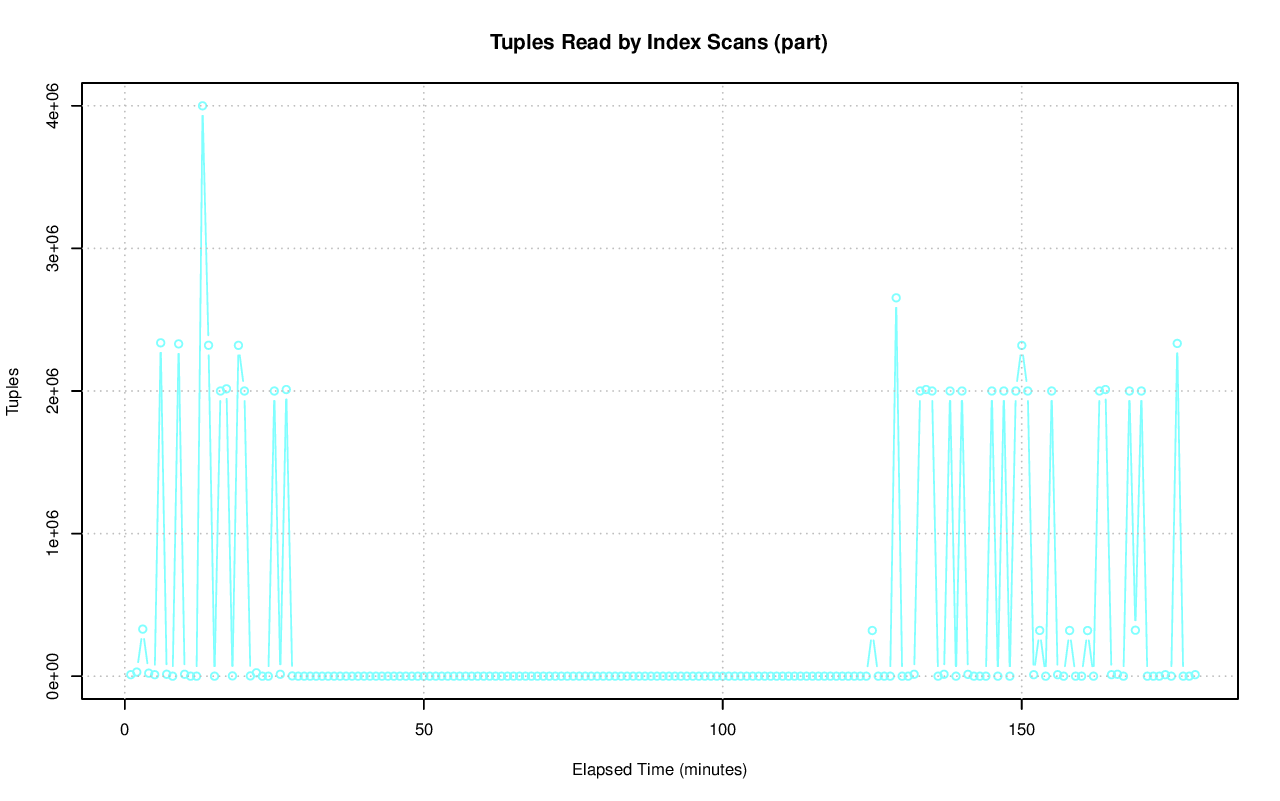 Tuples Read by Index Scans (part)
4e+06
3e+06
2e+06
1e+06
0e+00
Tuples
0 50 100 150
Elapsed Time (minutes)